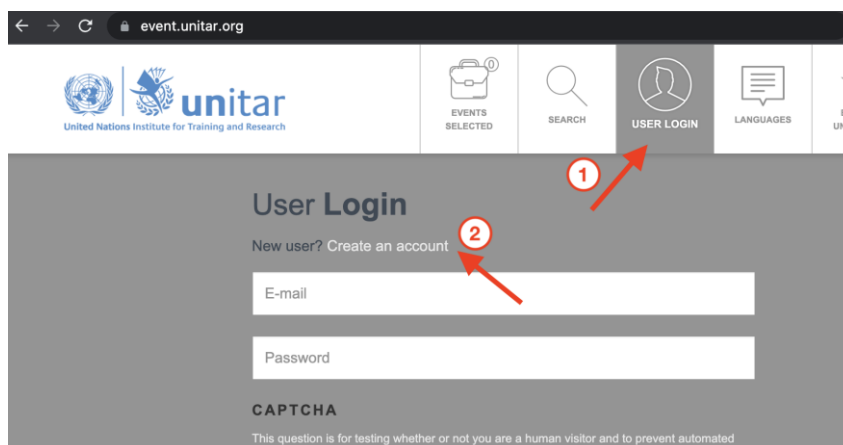 event.unitar.org
unitar
United Nations Institute for Training and Research
0
EVENTS
SELECTED
SEARCH
USER LOGIN
LANGUAGES
1
User Login
2
New user? Create an account
E-mail
Password
CAPTCHA
This question is for testing whether or not you are a human visitor and to prevent automated